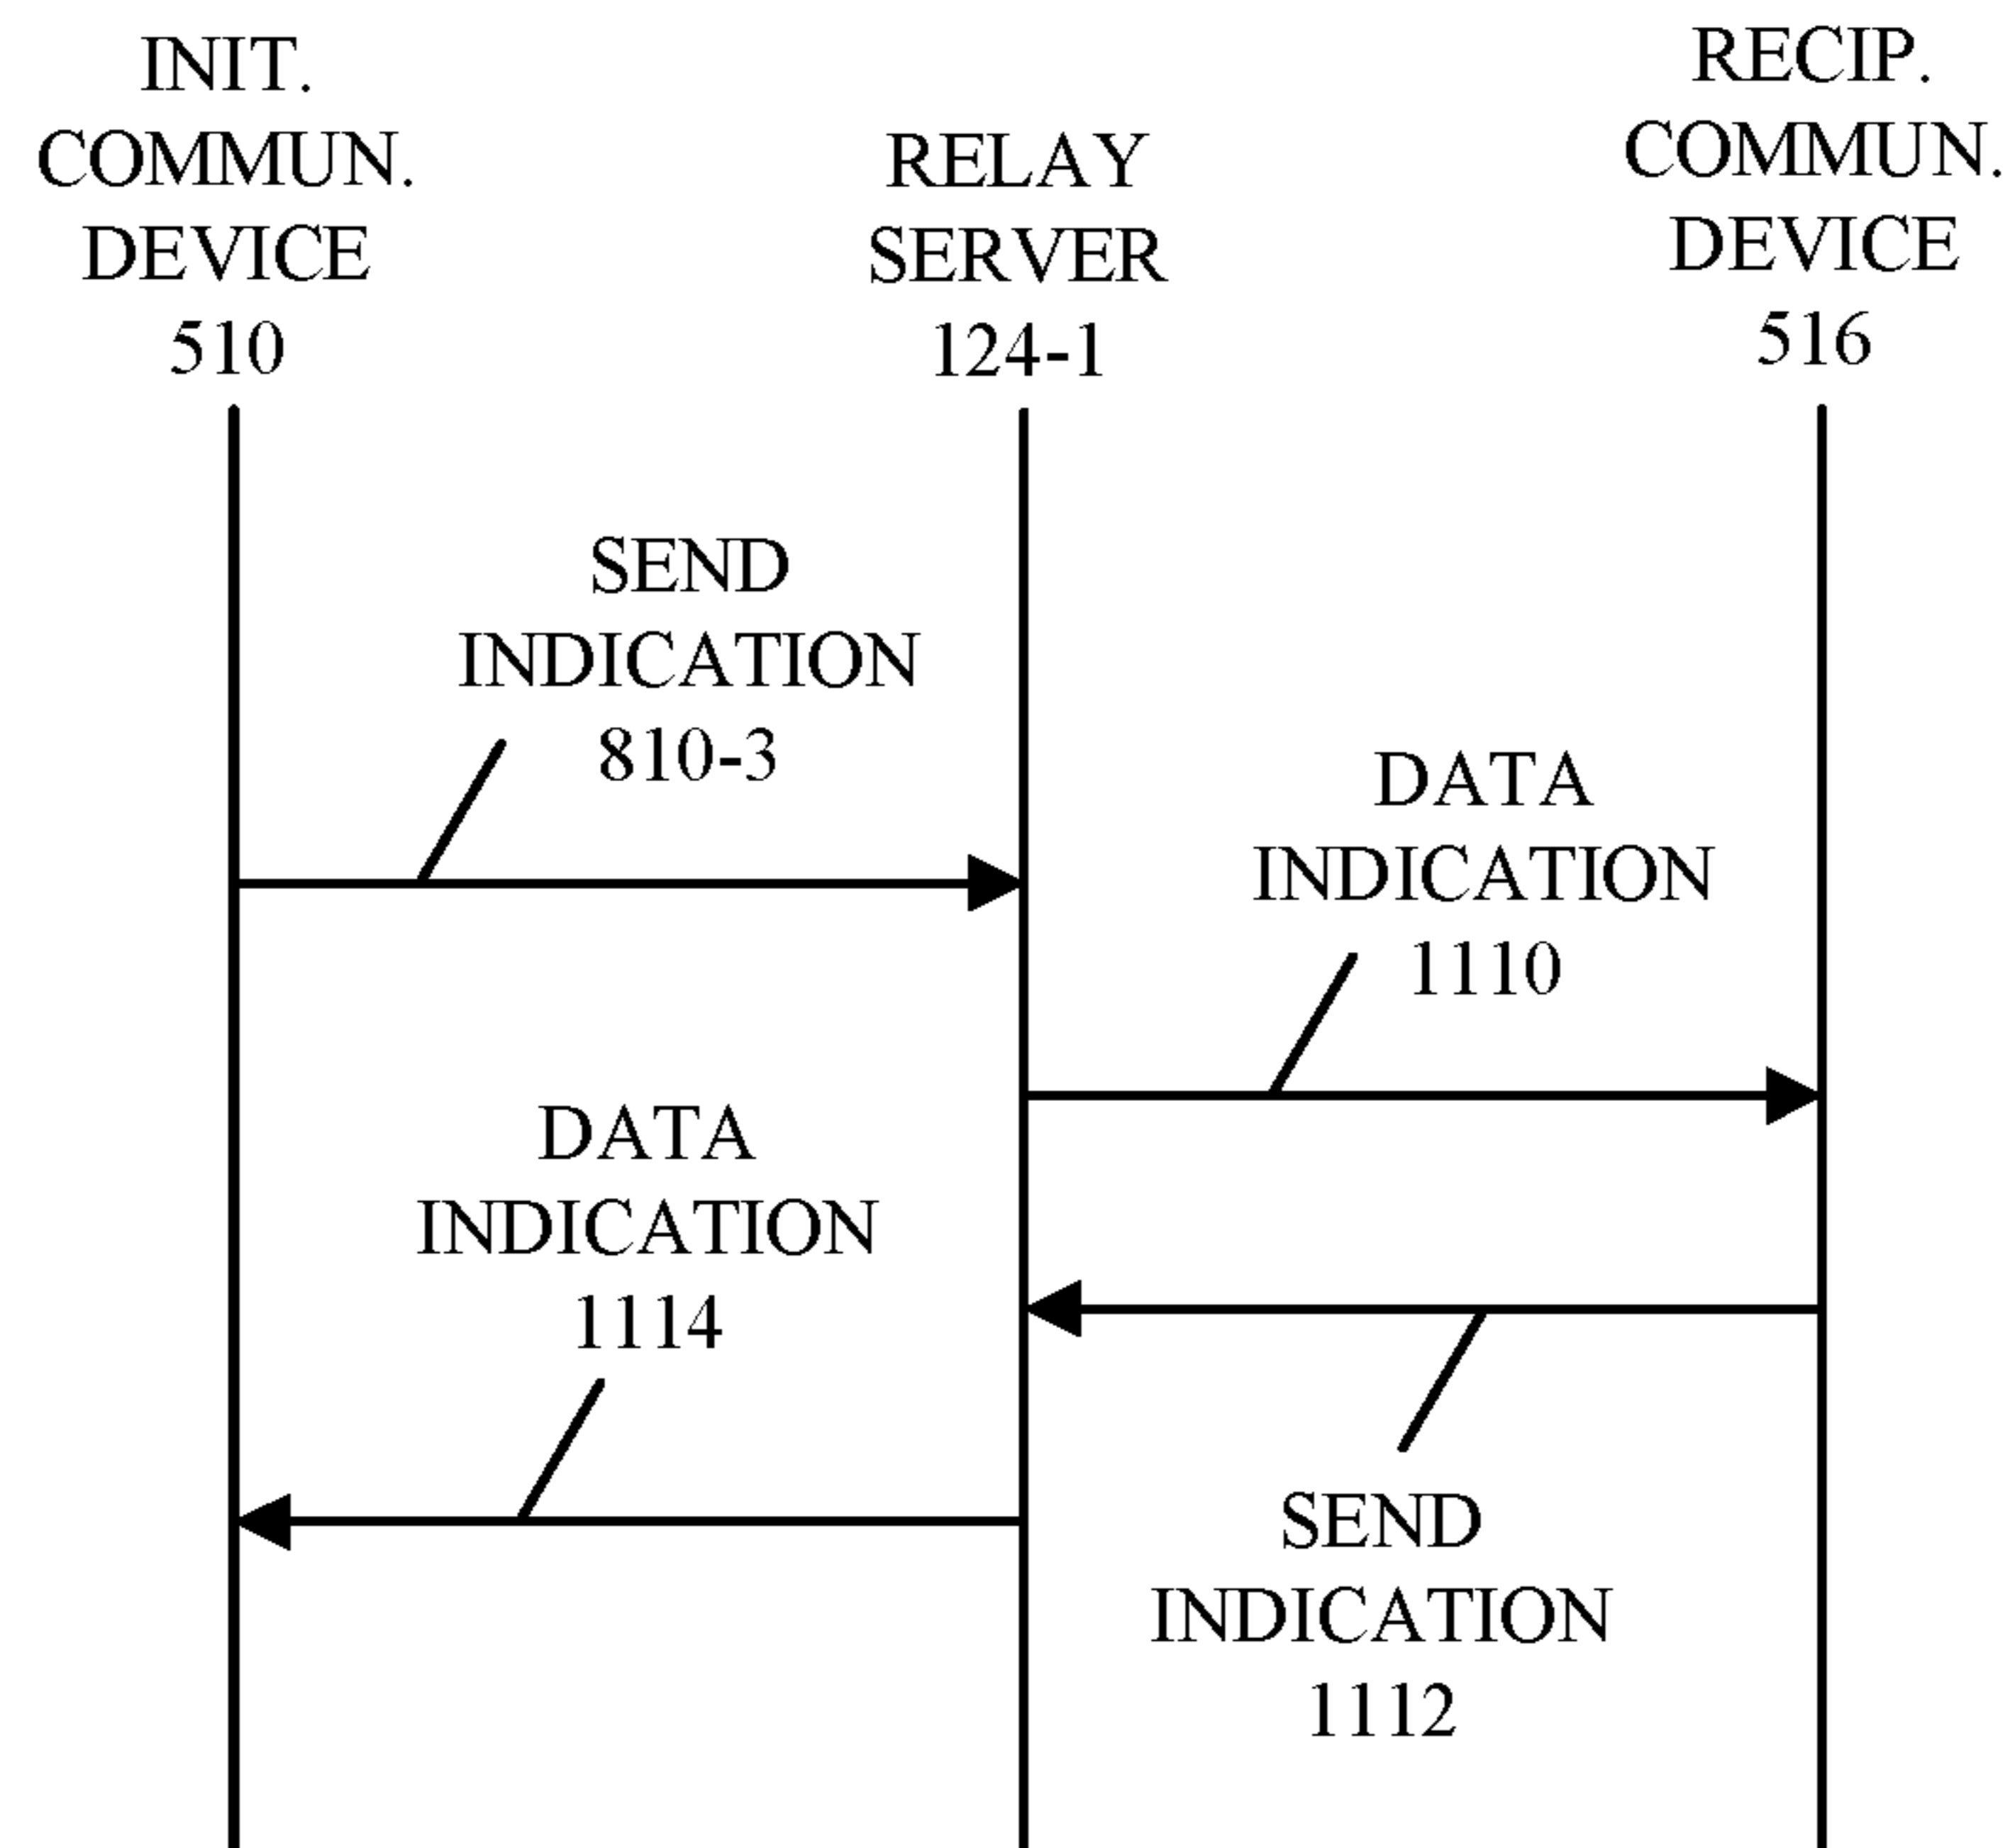 INIT.
COMMUN.
DEVICE
510
RELAY
SERVER
124-1
RECIP.
COMMUN.
DEVICE
516
SEND
INDICATION
810-3
DATA
INDICATION
1110
DATA
INDICATION
1114
SEND
INDICATION
1112